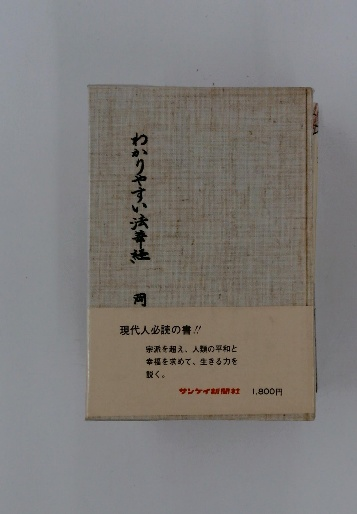 わかりやすい法華経
岡
現代人必読の書!!
宗派を超え、人類の平和と
幸福を求めて、生きる力を
説く。
サンケイ新聞社 1,800円